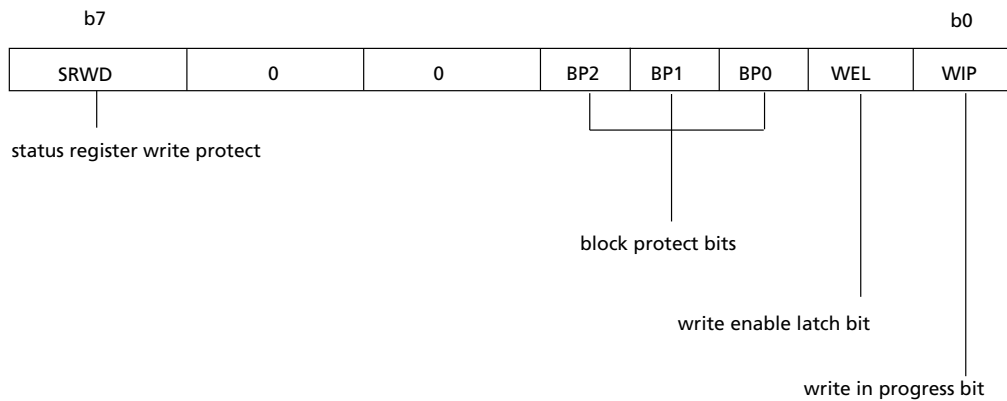 b7 b0
SRWD 0 0 BP2 BP1 BP0 WEL WIP
status register write protect
block protect bits
write enable latch bit
write in progress bit